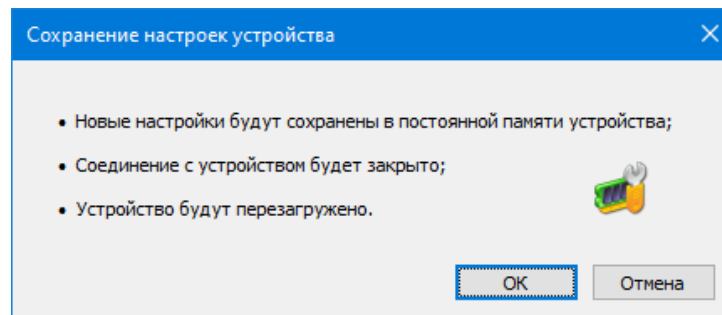 Сохранение настроек устройства
• Новые настройки будут сохранены в постоянной памяти устройства;
• Соединение с устройством будет закрыто;
• Устройство будут перезагружено.
OK Отмена